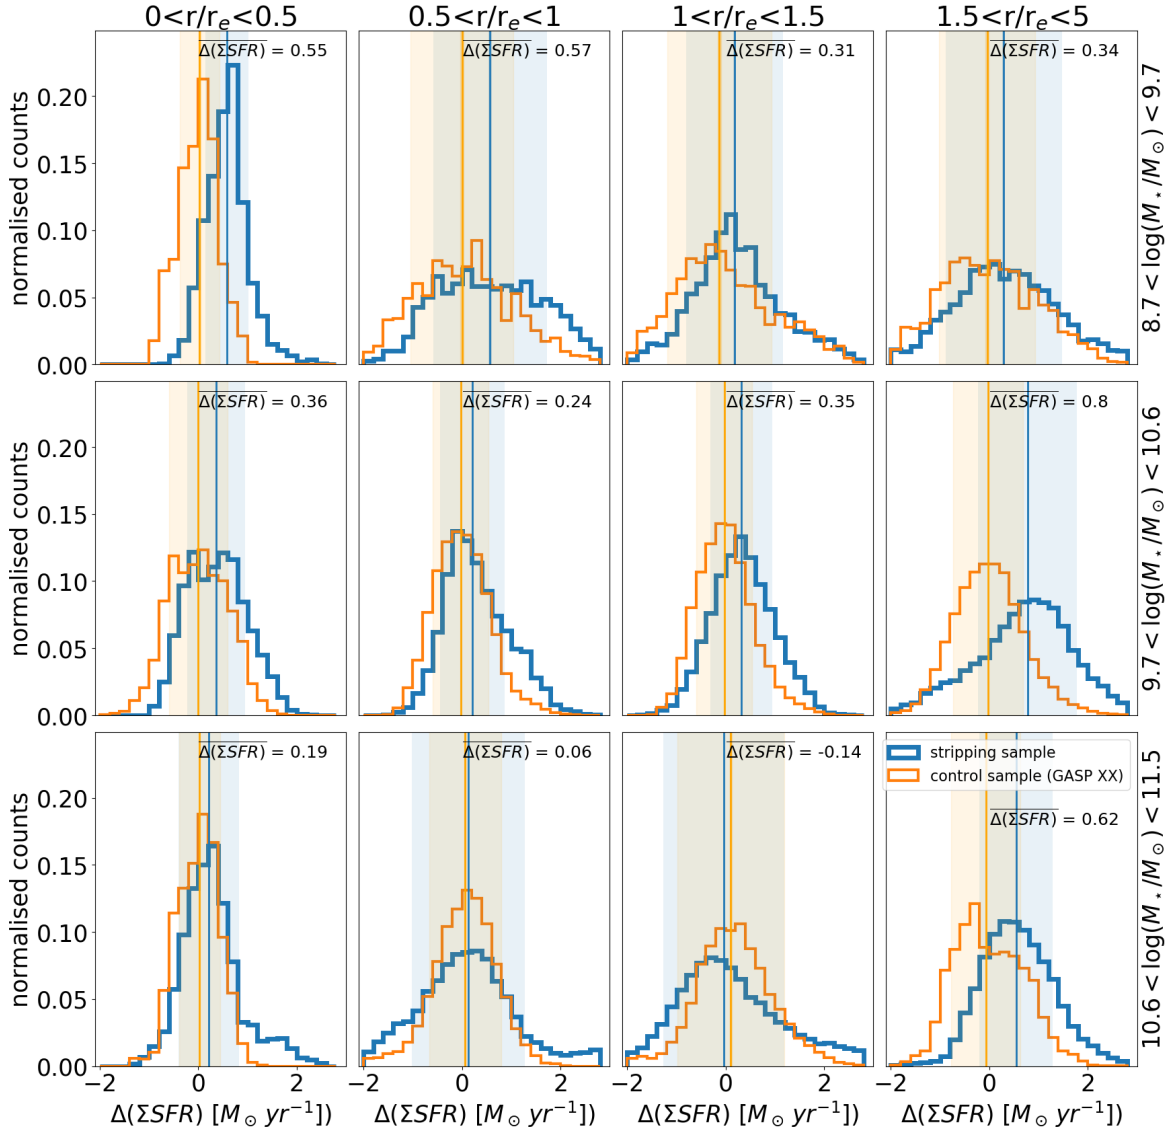 0<r/r_e<0.5
0.5<r/r_e<1
1<r/r_e<1.5
1.5<r/r_e<5
normalised counts
0.20
0.15
0.10
0.05
0.00
Δ(ΣSFR) = 0.55
Δ(ΣSFR) = 0.57
Δ(ΣSFR) = 0.31
Δ(ΣSFR) = 0.34
8.7 < log(M⋆/M⊙) < 9.7
normalised counts
0.20
0.15
0.10
0.05
0.00
Δ(ΣSFR) = 0.36
Δ(ΣSFR) = 0.24
Δ(ΣSFR) = 0.35
Δ(ΣSFR) = 0.8
9.7 < log(M⋆/M⊙) < 10.6
normalised counts
0.20
0.15
0.10
0.05
0.00
Δ(ΣSFR) = 0.19
Δ(ΣSFR) = 0.06
Δ(ΣSFR) = -0.14
stripping sample
control sample (GASP XX)
Δ(ΣSFR) = 0.62
10.6 < log(M⋆/M⊙) < 11.5
−2 0 2
−2 0 2
−2 0 2
−2 0 2
Δ(ΣSFR) [M⊙ yr⁻¹])
Δ(ΣSFR) [M⊙ yr⁻¹])
Δ(ΣSFR) [M⊙ yr⁻¹])
Δ(ΣSFR) [M⊙ yr⁻¹])